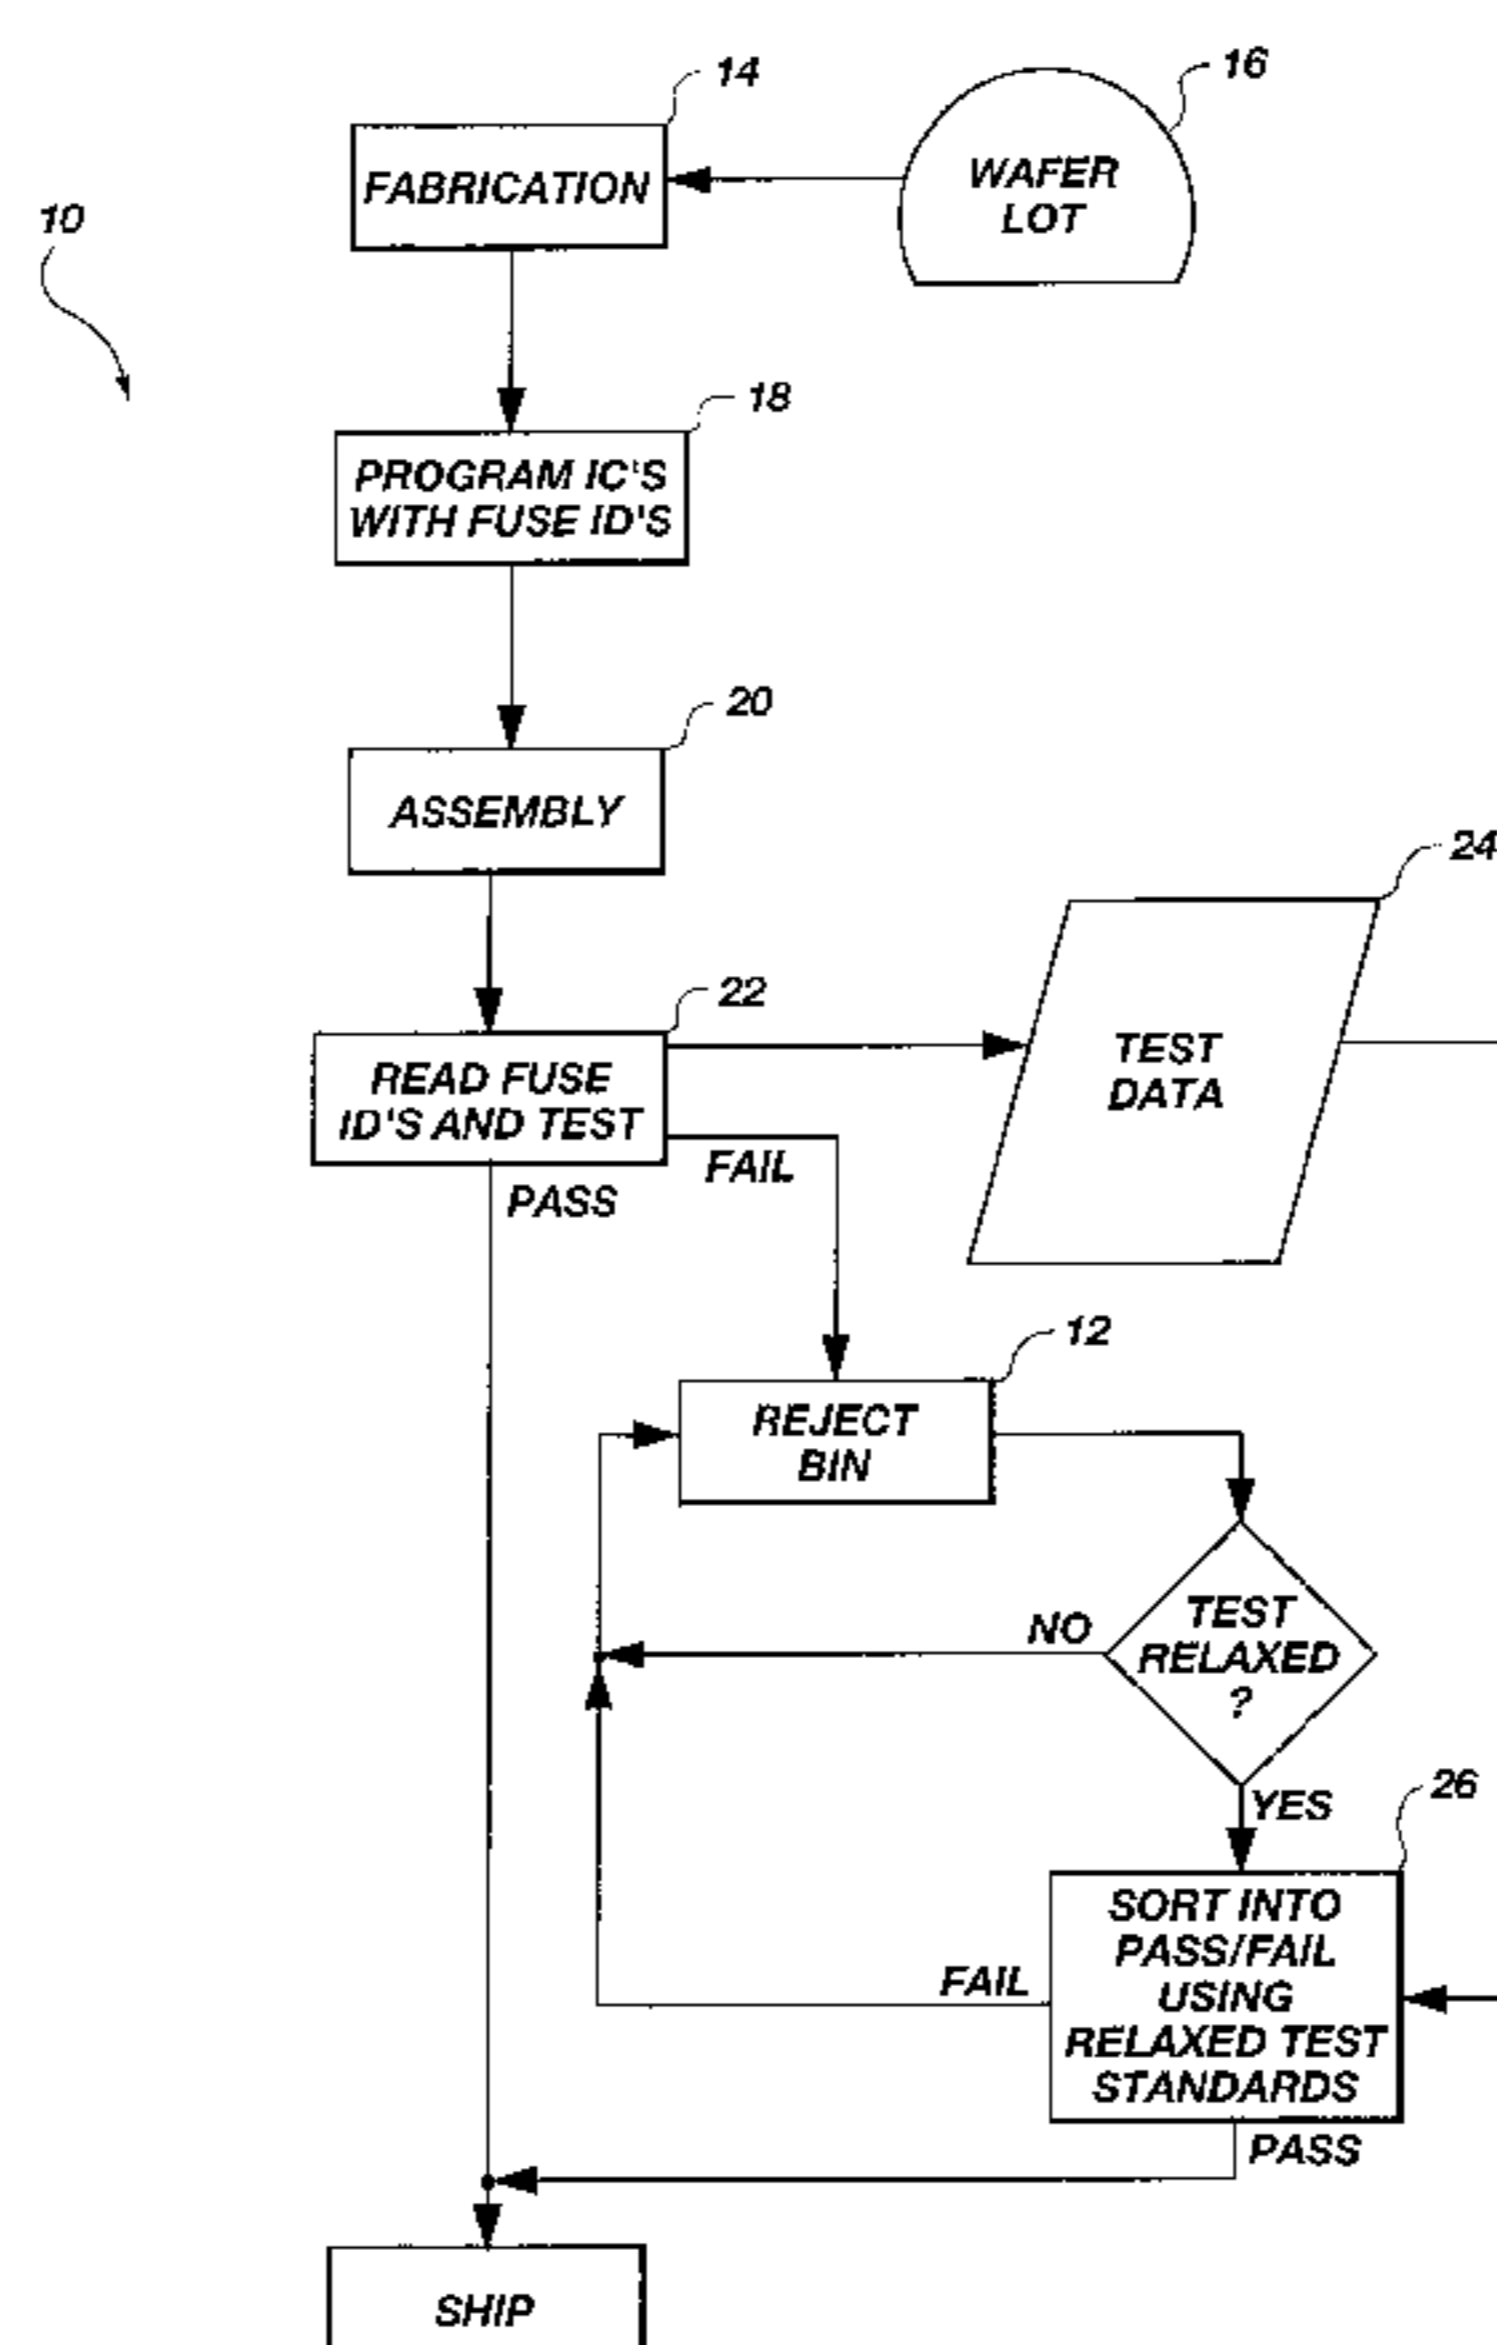 14
16
FABRICATION
WAFER
LOT
10
18
PROGRAM IC'S
WITH FUSE ID'S
20
ASSEMBLY
24
22
READ FUSE
ID'S AND TEST
TEST
DATA
FAIL
PASS
12
REJECT
BIN
NO
TEST
RELAXED
?
YES
26
SORT INTO
PASS/FAIL
USING
RELAXED TEST
STANDARDS
FAIL
PASS
SHIP